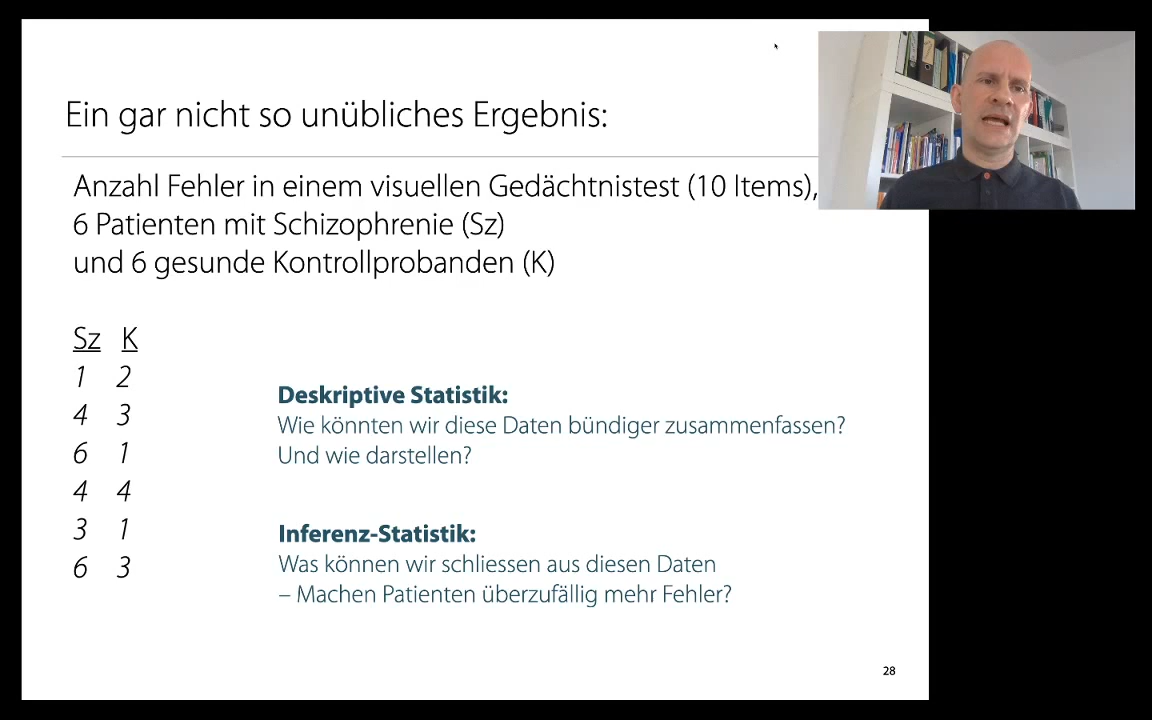 Ein gar nicht so unübliches Ergebnis:
Anzahl Fehler in einem visuellen Gedächtnistest (10 Items),
6 Patienten mit Schizophrenie (Sz)
und 6 gesunde Kontrollprobanden (K)
Sz K
1 2
4 3
6 1
4 4
3 1
6 3
Deskriptive Statistik:
Wie könnten wir diese Daten bündiger zusammenfassen?
Und wie darstellen?
Inferenz-Statistik:
Was können wir schliessen aus diesen Daten
– Machen Patienten überzufällig mehr Fehler?
28